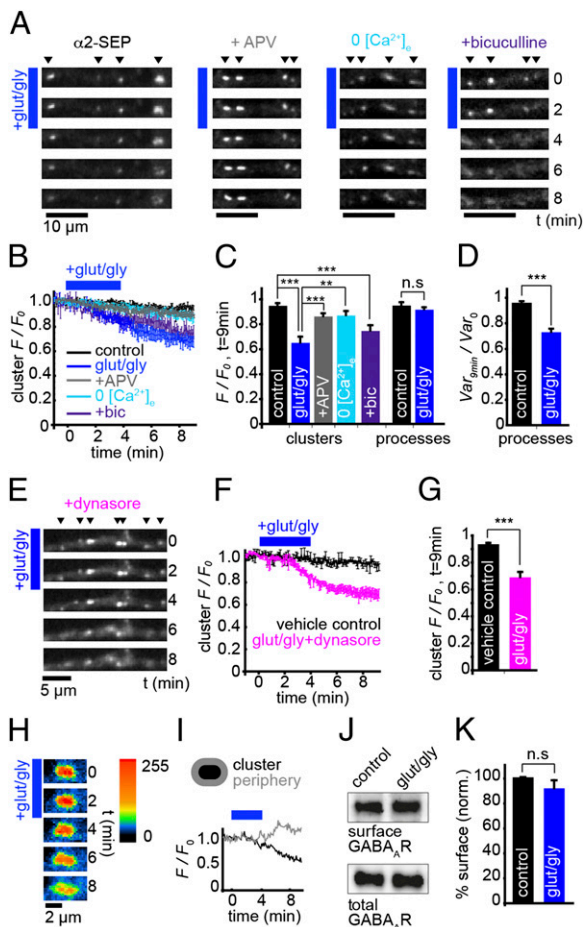 A
α2-SEP
+ APV
0 [Ca²⁺]e
+bicuculline
+glut/gly
0
2
4
6
8
10 µm
t (min)
B
+glut/gly
cluster F / F0
1.0
0.8
0.6
0.4
0.2
0
control
glut/gly
+APV
0 [Ca²⁺]e
+bic
0 2 4 6 8
time (min)
C
F / F0 , t=9min
1
0.8
0.6
0.4
0.2
0
***
***
***
**
n.s
control
glut/gly
+APV
0 [Ca²⁺]e
+bic
control
glut/gly
clusters
processes
D
Var9min / Var0
1
0.8
0.6
0.4
0.2
0
***
control
glut/gly
processes
E
+dynasore
+glut/gly
0
2
4
6
8
5 µm
t (min)
F
+glut/gly
cluster F / F0
1.0
0.8
0.6
0.4
0.2
0
vehicle control
glut/gly+dynasore
0 2 4 6 8
time (min)
G
cluster F / F0, t=9min
1
0.8
0.6
0.4
0.2
0
***
vehicle control
glut/gly
H
+glut/gly
0
2
4
6
8
t (min)
255
0
2 µm
I
cluster
periphery
F / F0
1.0
0.5
0
0 5 10
time (min)
J
control
glut/gly
surface
GABAAR
total
GABAAR
K
% surface (norm.)
100
80
60
40
20
0
n.s
control
glut/gly